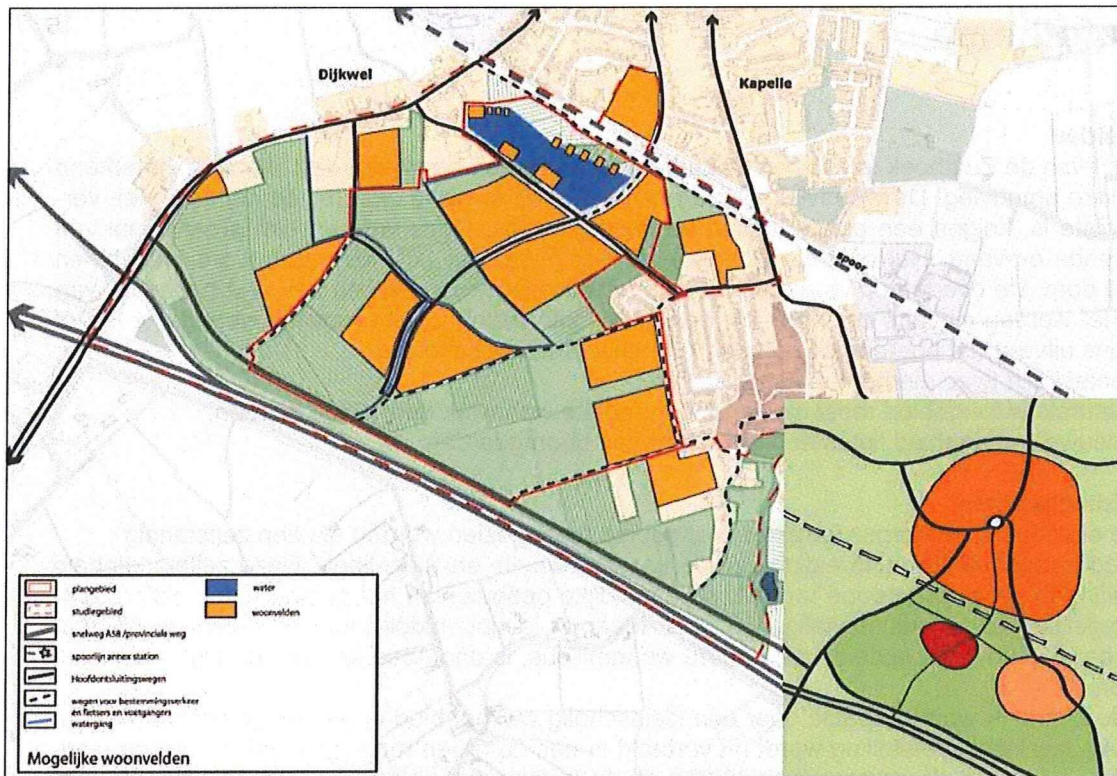 Dijkwel
Kapelle
spoor
plangebied
studiegebied
snelweg A58 /provinciale weg
spoorlijn annex station
Hoofdontsluitingswegen
wegen voor bestemmingsverkeer
en fietsers en voetgangers
watergang
water
woonvelden
Mogelijke woonvelden